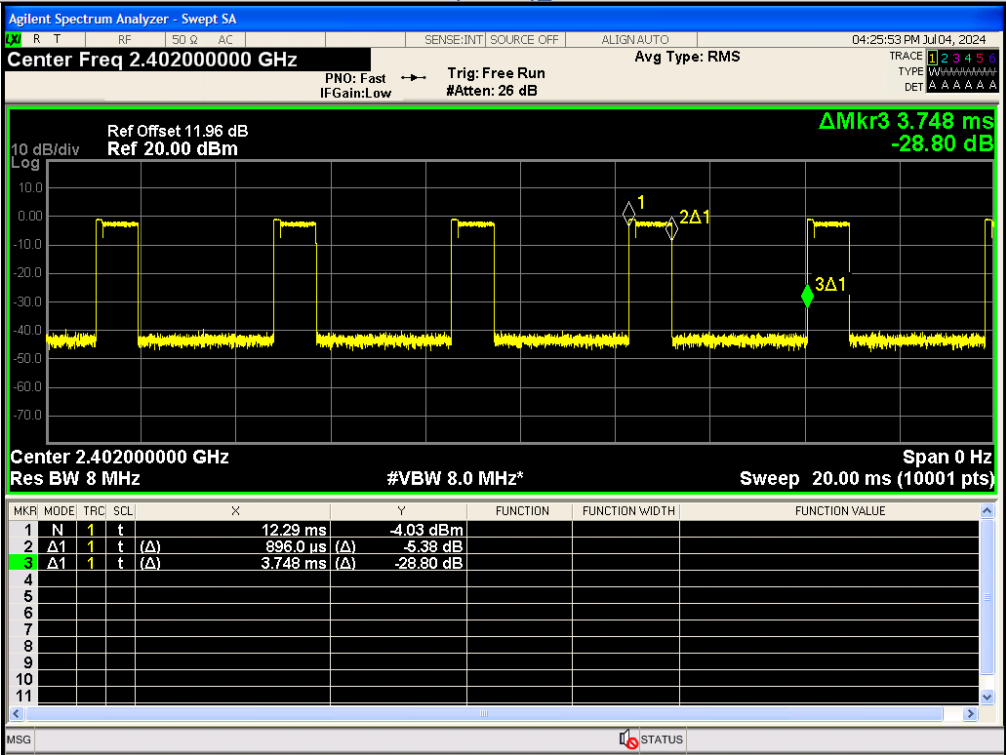 Agilent Spectrum Analyzer - Swept SA
LXI R T RF 50 Ω AC SENSE:INT SOURCE OFF ALIGN AUTO 04:25:53 PM Jul 04, 2024
Center Freq 2.402000000 GHz
PNO: Fast
IFGain:Low
Trig: Free Run
#Atten: 26 dB
Avg Type: RMS
TRACE 1 2 3 4 5 6
TYPE W
DET A A A A A A
ΔMkr3 3.748 ms
-28.80 dB
Ref Offset 11.96 dB
10 dB/div Ref 20.00 dBm
Log
10.0
0.00
-10.0
-20.0
-30.0
-40.0
-50.0
-60.0
-70.0
1
2Δ1
3Δ1
Center 2.402000000 GHz Span 0 Hz
Res BW 8 MHz #VBW 8.0 MHz* Sweep 20.00 ms (10001 pts)
MKR MODE TRC SCL X Y FUNCTION FUNCTION WIDTH FUNCTION VALUE
1 N 1 t 12.29 ms -4.03 dBm
2 Δ1 1 t (Δ) 896.0 µs (Δ) -5.38 dB
3 Δ1 1 t (Δ) 3.748 ms (Δ) -28.80 dB
4
5
6
7
8
9
10
11
MSG STATUS